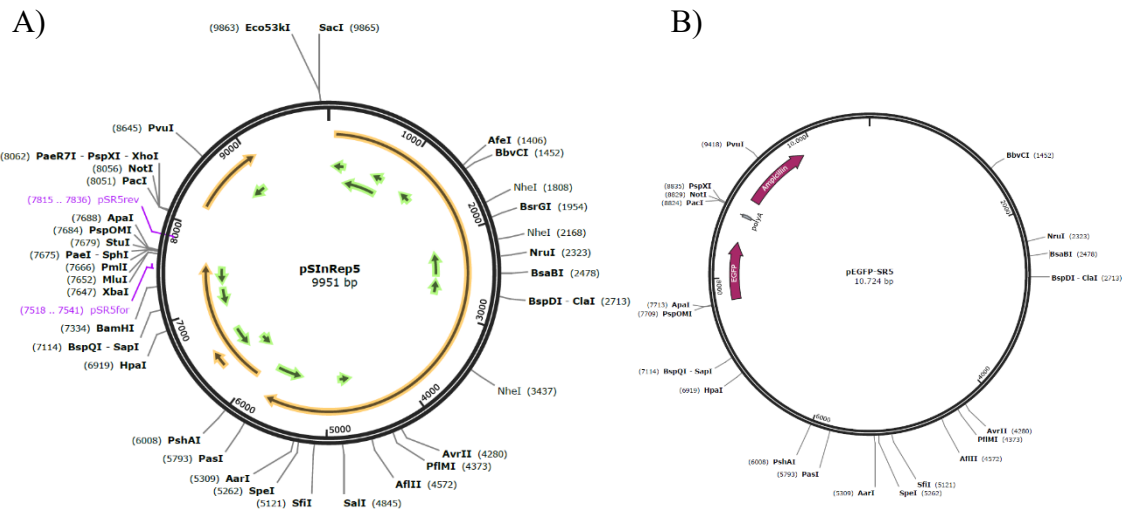 A)
B)
(9863) Eco53kI
SacI (9865)
(8645) PvuI
(8062) PaeR7I - PspXI - XhoI
(8056) NotI
(8051) PacI
(7815 .. 7836) pSR5rev
(7688) ApaI
(7684) PspOMI
(7679) StuI
(7675) PaeI - SphI
(7666) PmlI
(7652) MluI
(7647) XbaI
(7518 .. 7541) pSR5for
(7334) BamHI
(7114) BspQI - SapI
(6919) HpaI
(6008) PshAI
(5793) PasI
(5309) AarI
(5262) SpeI
(5121) SfiI
SalI (4845)
AflII (4572)
PflMI (4373)
AvrII (4280)
NheI (3437)
BspDI - ClaI (2713)
BsaBI (2478)
NruI (2323)
NheI (2168)
BsrGI (1954)
NheI (1808)
BbvCI (1452)
AfeI (1406)
1000
2000
3000
4000
5000
6000
7000
8000
9000
pSInRep5
9951 bp
(9418) PvuI
(8835) PspXI
(8829) NotI
(8824) PacI
(7713) ApaI
(7709) PspOMI
(7114) BspQI - SapI
(6919) HpaI
(6008) PshAI
(5793) PasI
(5309) AarI
SpeI (5262)
SfiI (5121)
AflII (4572)
PflMI (4373)
AvrII (4280)
BspDI - ClaI (2713)
BsaBI (2478)
NruI (2323)
BbvCI (1452)
2000
4000
6000
8000
10.000
Ampicillin
polyA
EGFP
pEGFP-SR5
10.724 bp